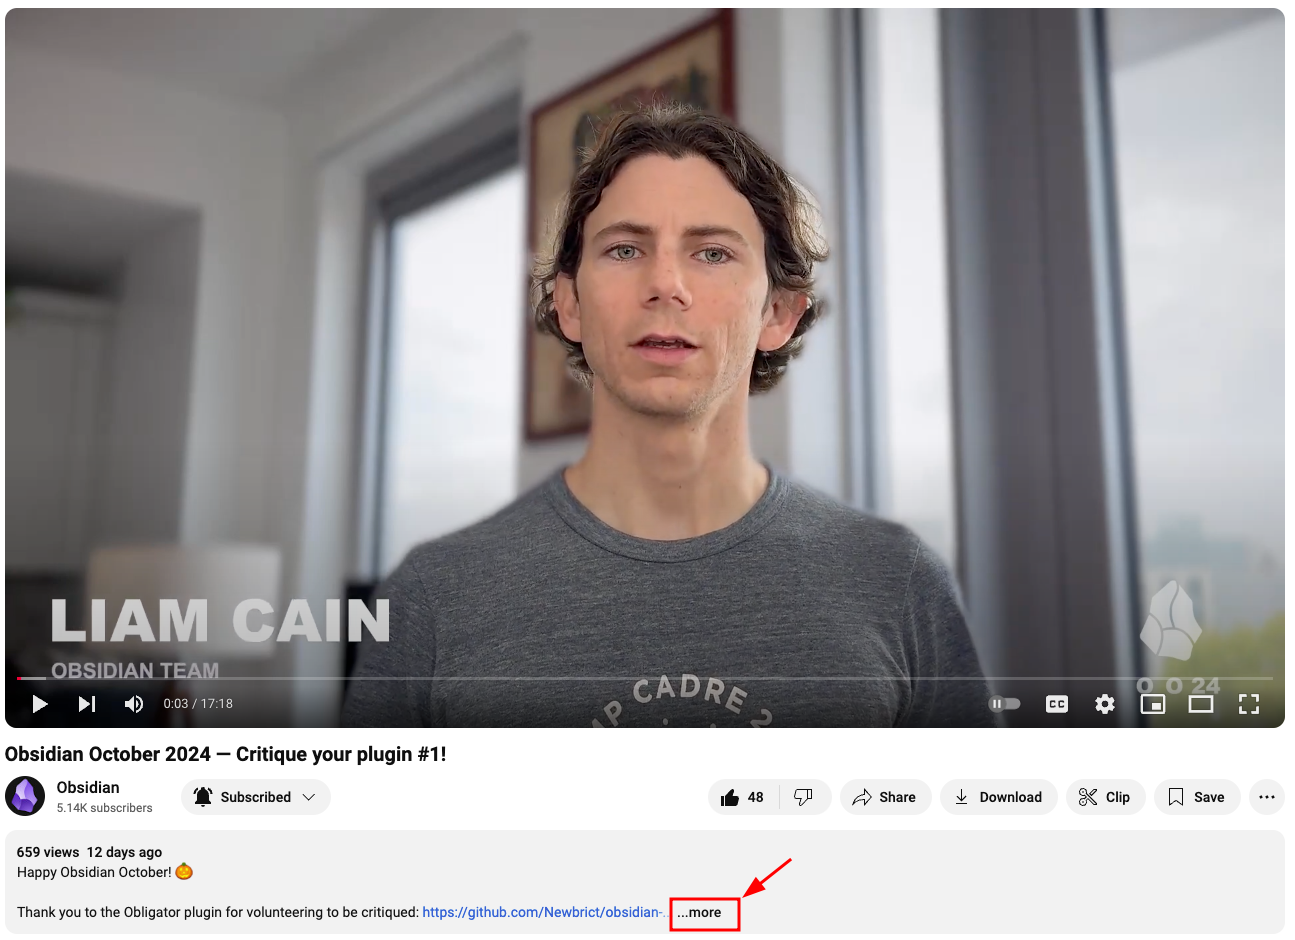 LIAM CAIN
OBSIDIAN TEAM
CADRE 2
O O 24
0:03 / 17:18
CC
Obsidian October 2024 — Critique your plugin #1!
Obsidian
5.14K subscribers
Subscribed
48
Share
Download
Clip
Save
659 views 12 days ago
Happy Obsidian October! 🎃
Thank you to the Obligator plugin for volunteering to be critiqued: https://github.com/Newbrict/obsidian-... ...more